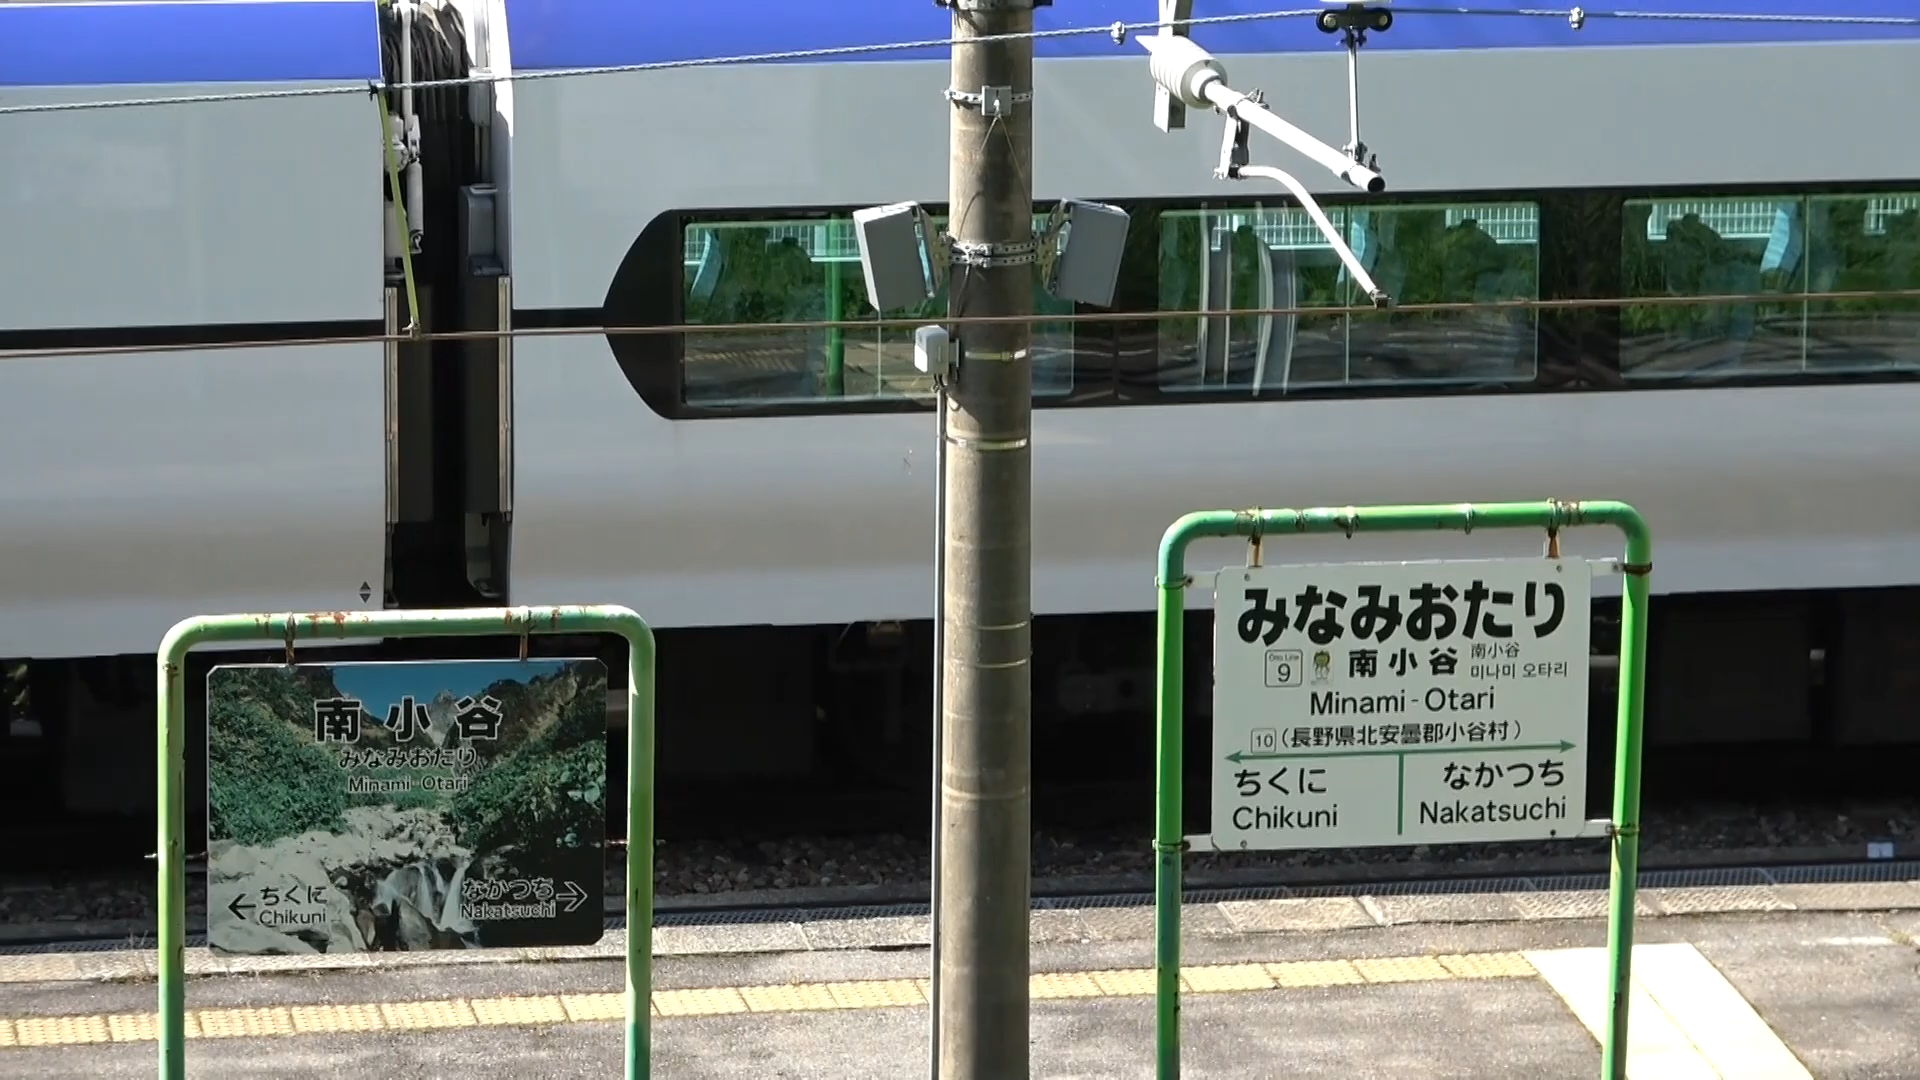 南小谷
みなみおたり
Minami-Otari
←ちくに
Chikuni
なかつち→
Nakatsuchi
みなみおたり
Oito Line
9
南小谷
南小谷
미나미 오타리
Minami-Otari
10 (長野県北安曇郡小谷村)
ちくに
Chikuni
なかつち
Nakatsuchi